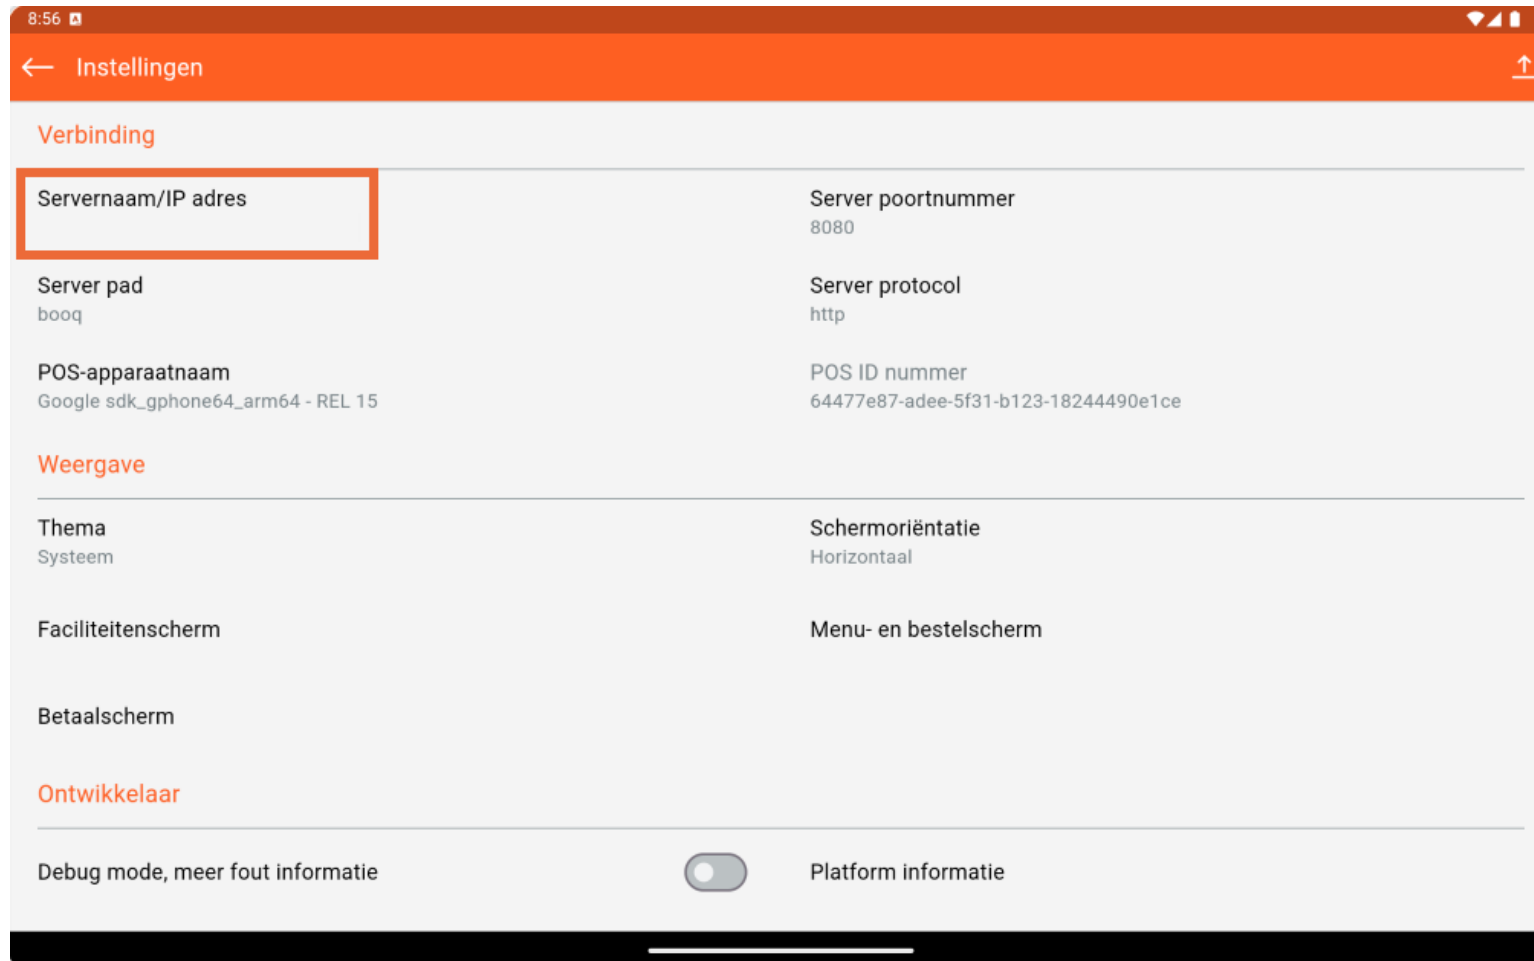 8:56
Instellingen
Verbinding
Servernaam/IP adres
Server poortnummer
8080
Server pad
booq
Server protocol
http
POS-apparaatnaam
Google sdk_gphone64_arm64 - REL 15
POS ID nummer
64477e87-adee-5f31-b123-18244490e1ce
Weergave
Thema
Systeem
Schermoriëntatie
Horizontaal
Faciliteitenscherm
Menu- en bestelscherm
Betaalscherm
Ontwikkelaar
Debug mode, meer fout informatie
Platform informatie